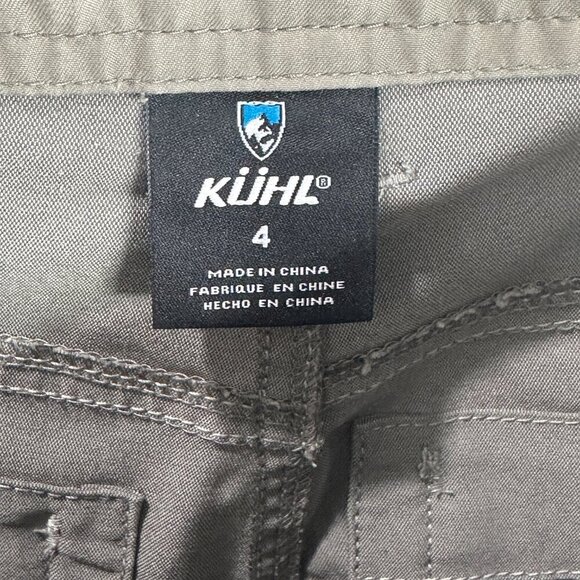 KÜHL®
4
MADE IN CHINA
FABRIQUE EN CHINE
HECHO EN CHINA